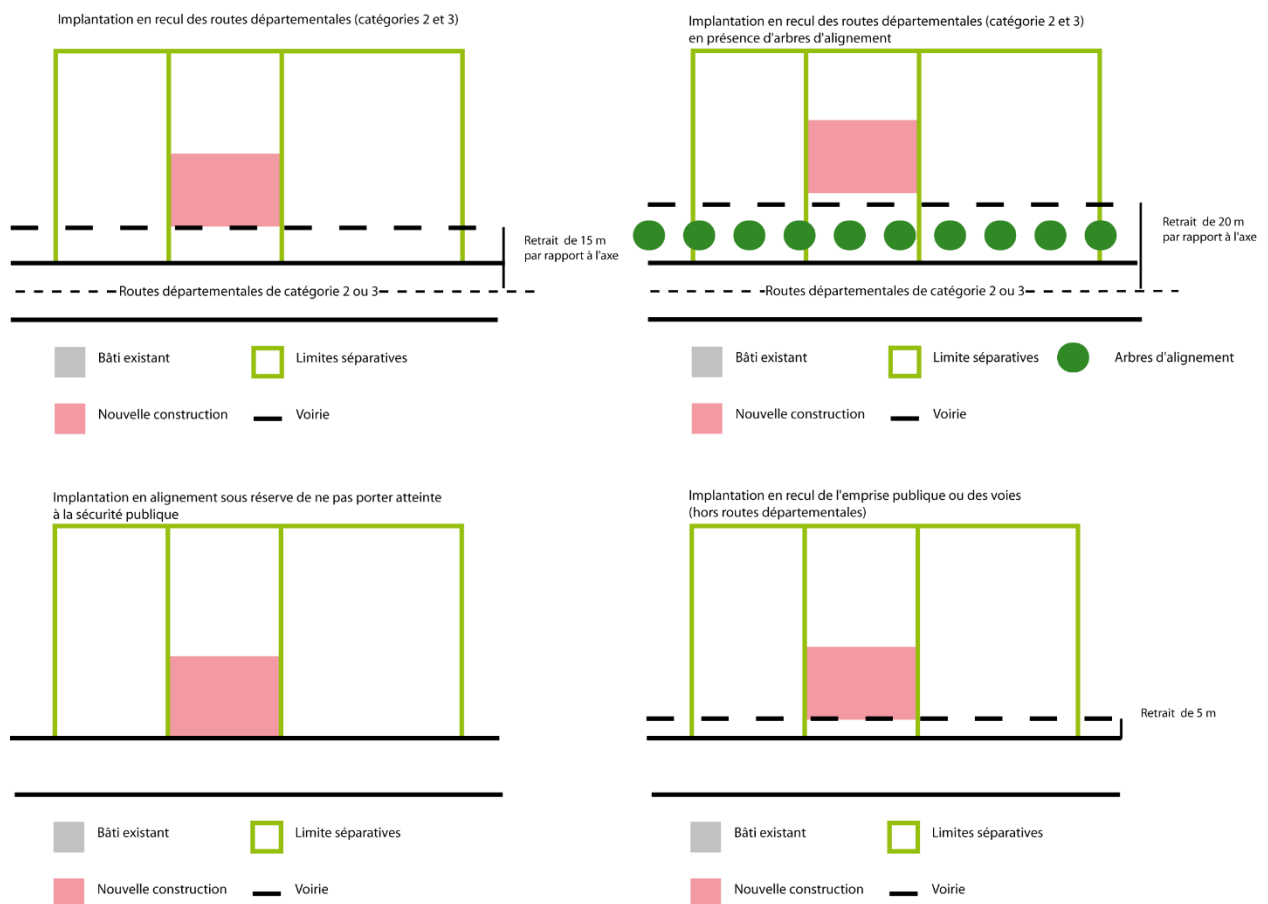 Implantation en recul des routes départementales (catégories 2 et 3)
Retrait de 15 m
par rapport à l'axe
Routes départementales de catégorie 2 ou 3
Bâti existant
Limites séparatives
Nouvelle construction
Voirie
Implantation en recul des routes départementales (catégorie 2 et 3)
en présence d'arbres d'alignement
Retrait de 20 m
par rapport à l'axe
Routes départementales de catégorie 2 ou 3
Bâti existant
Limite séparatives
Arbres d'alignement
Nouvelle construction
Voirie
Implantation en alignement sous réserve de ne pas porter atteinte
à la sécurité publique
Bâti existant
Limite séparatives
Nouvelle construction
Voirie
Implantation en recul de l'emprise publique ou des voies
(hors routes départementales)
Retrait de 5 m
Bâti existant
Limites séparatives
Nouvelle construction
Voirie